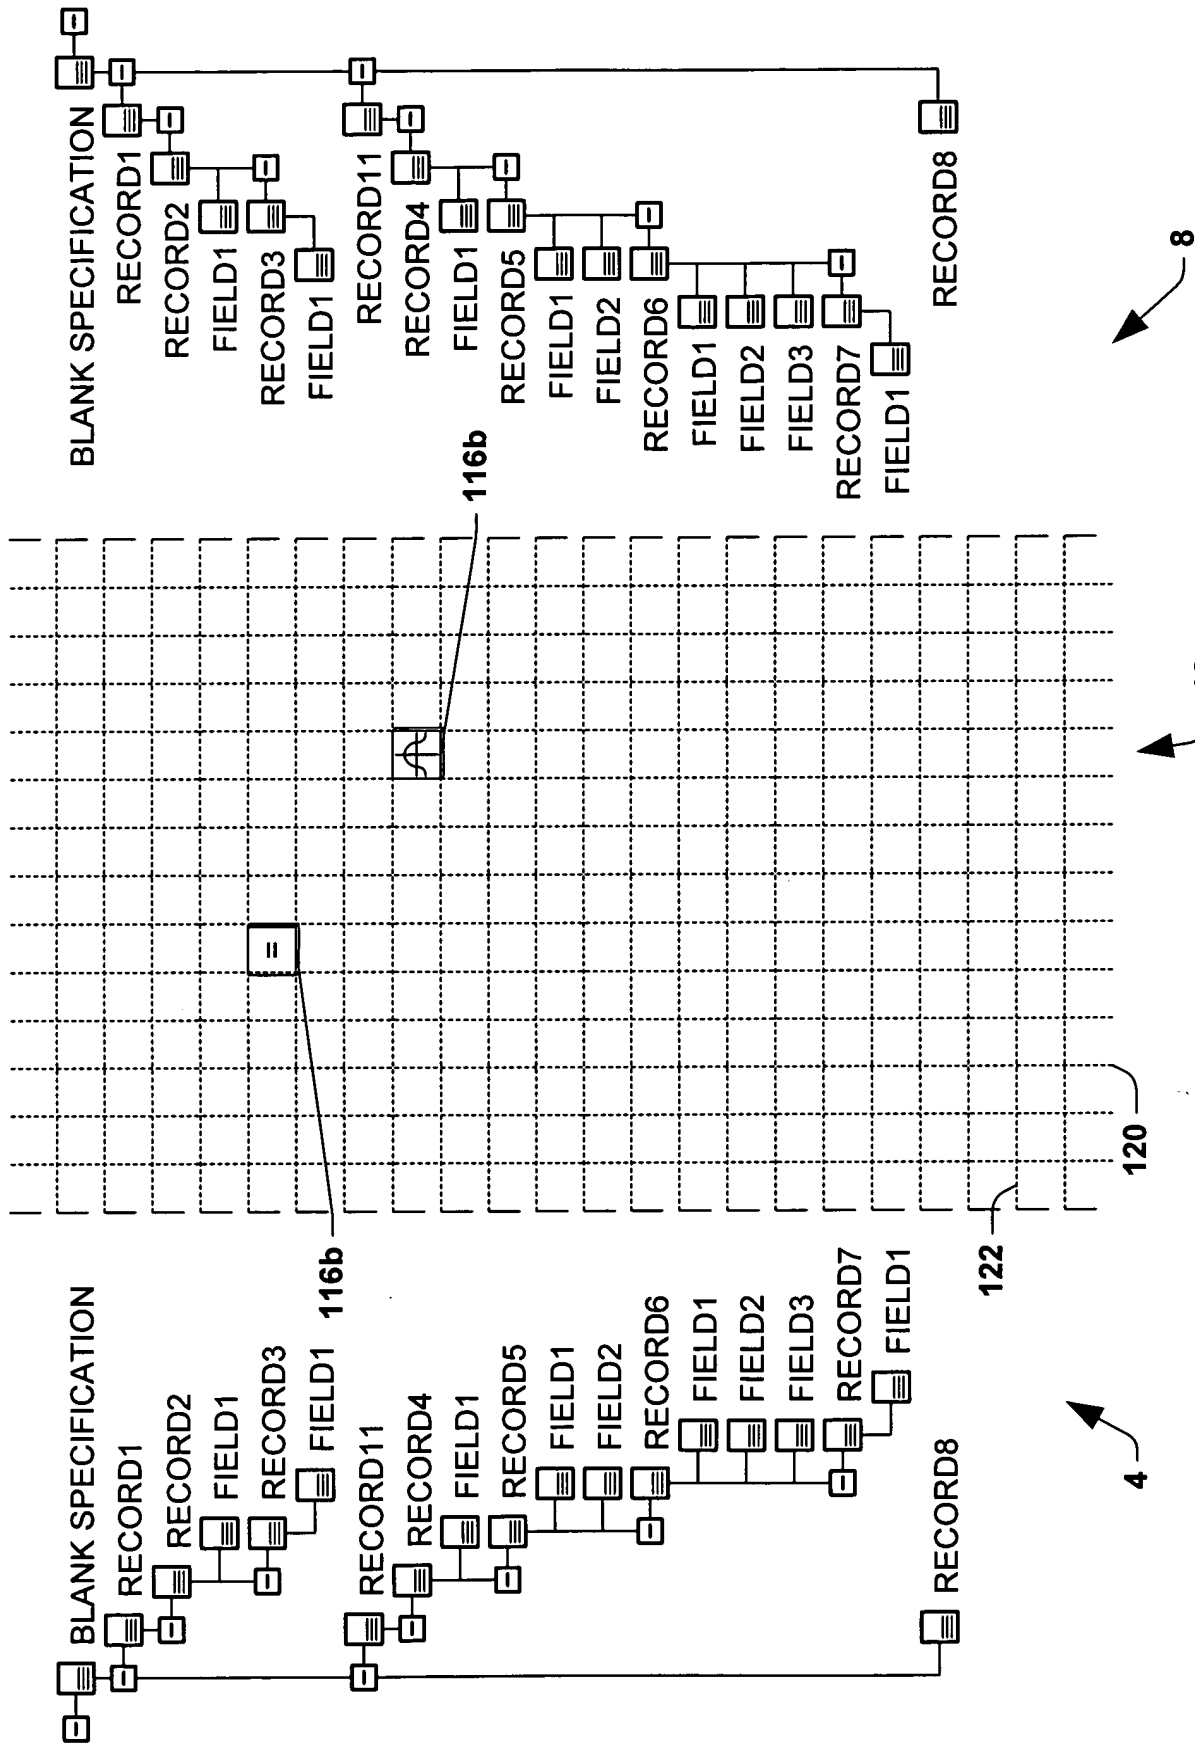 BLANK SPECIFICATION
RECORD1
RECORD2
FIELD1
RECORD3
FIELD1
RECORD11
RECORD4
FIELD1
RECORD5
FIELD1
FIELD2
RECORD6
FIELD1
FIELD2
FIELD3
RECORD7
FIELD1
RECORD8
4
116b
=
116b
122
120
BLANK SPECIFICATION
RECORD1
RECORD2
FIELD1
RECORD3
FIELD1
RECORD11
RECORD4
FIELD1
RECORD5
FIELD1
FIELD2
RECORD6
FIELD1
FIELD2
FIELD3
RECORD7
FIELD1
RECORD8
8